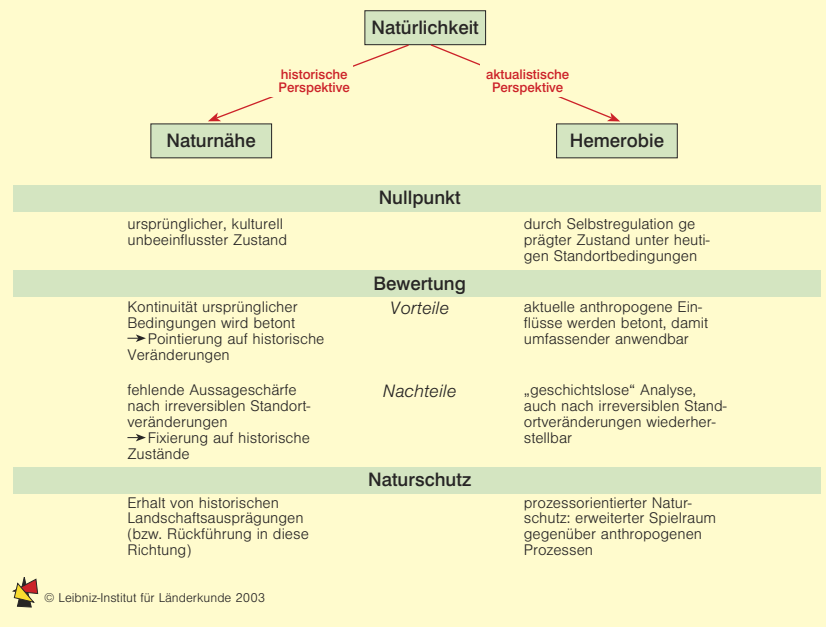 Natürlichkeit
historische
Perspektive
aktualistische
Perspektive
Naturnähe
Hemerobie
Nullpunkt
ursprünglicher, kulturell
unbeeinflusster Zustand
durch Selbstregulation ge
prägter Zustand unter heuti-
gen Standortbedingungen
Bewertung
Kontinuität ursprünglicher
Bedingungen wird betont
→ Pointierung auf historische
Veränderungen
Vorteile
aktuelle anthropogene Ein-
flüsse werden betont, damit
umfassender anwendbar
fehlende Aussageschärfe
nach irreversiblen Standort-
veränderungen
→ Fixierung auf historische
Zustände
Nachteile
„geschichtslose“ Analyse,
auch nach irreversiblen Stand-
ortveränderungen wiederher-
stellbar
Naturschutz
Erhalt von historischen
Landschaftsausprägungen
(bzw. Rückführung in diese
Richtung)
prozessorientierter Natur-
schutz: erweiterter Spielraum
gegenüber anthropogenen
Prozessen
© Leibniz-Institut für Länderkunde 2003